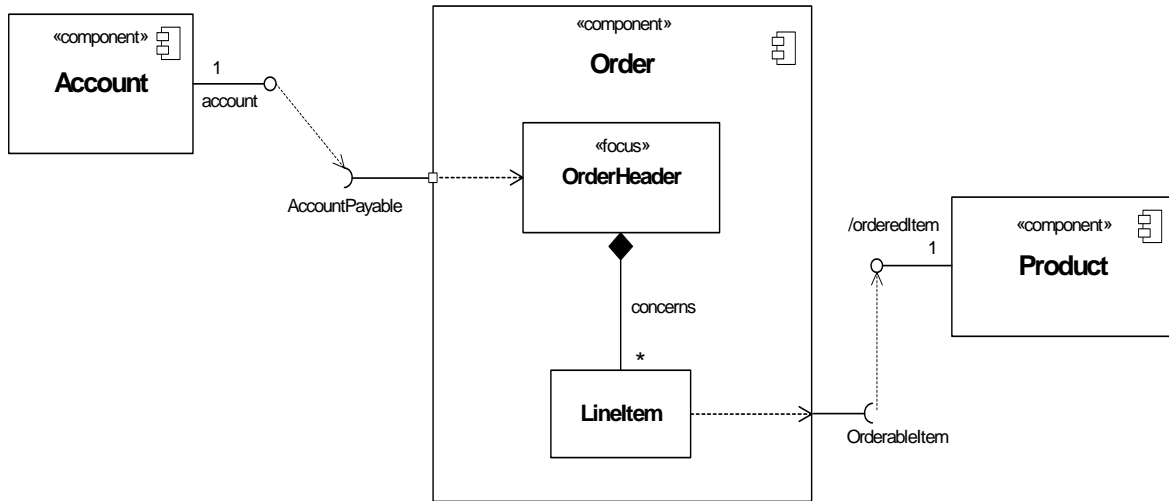 «component»
Account
1
account
AccountPayable
«component»
Order
«focus»
OrderHeader
concerns
*
LineItem
OrderableItem
/orderedItem
1
«component»
Product